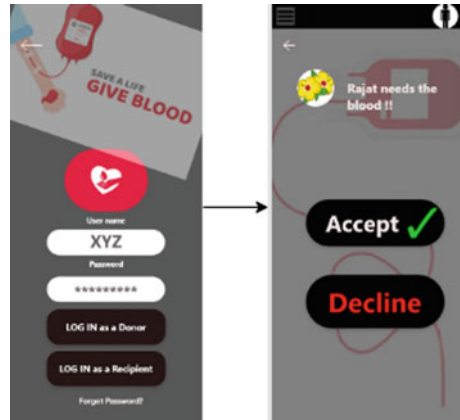 SAVE A LIFE
GIVE BLOOD
User name
XYZ
Password
*********
LOG IN as a Donor
LOG IN as a Recipient
Forgot Password?
Rajat needs the
blood !!
Accept
Decline